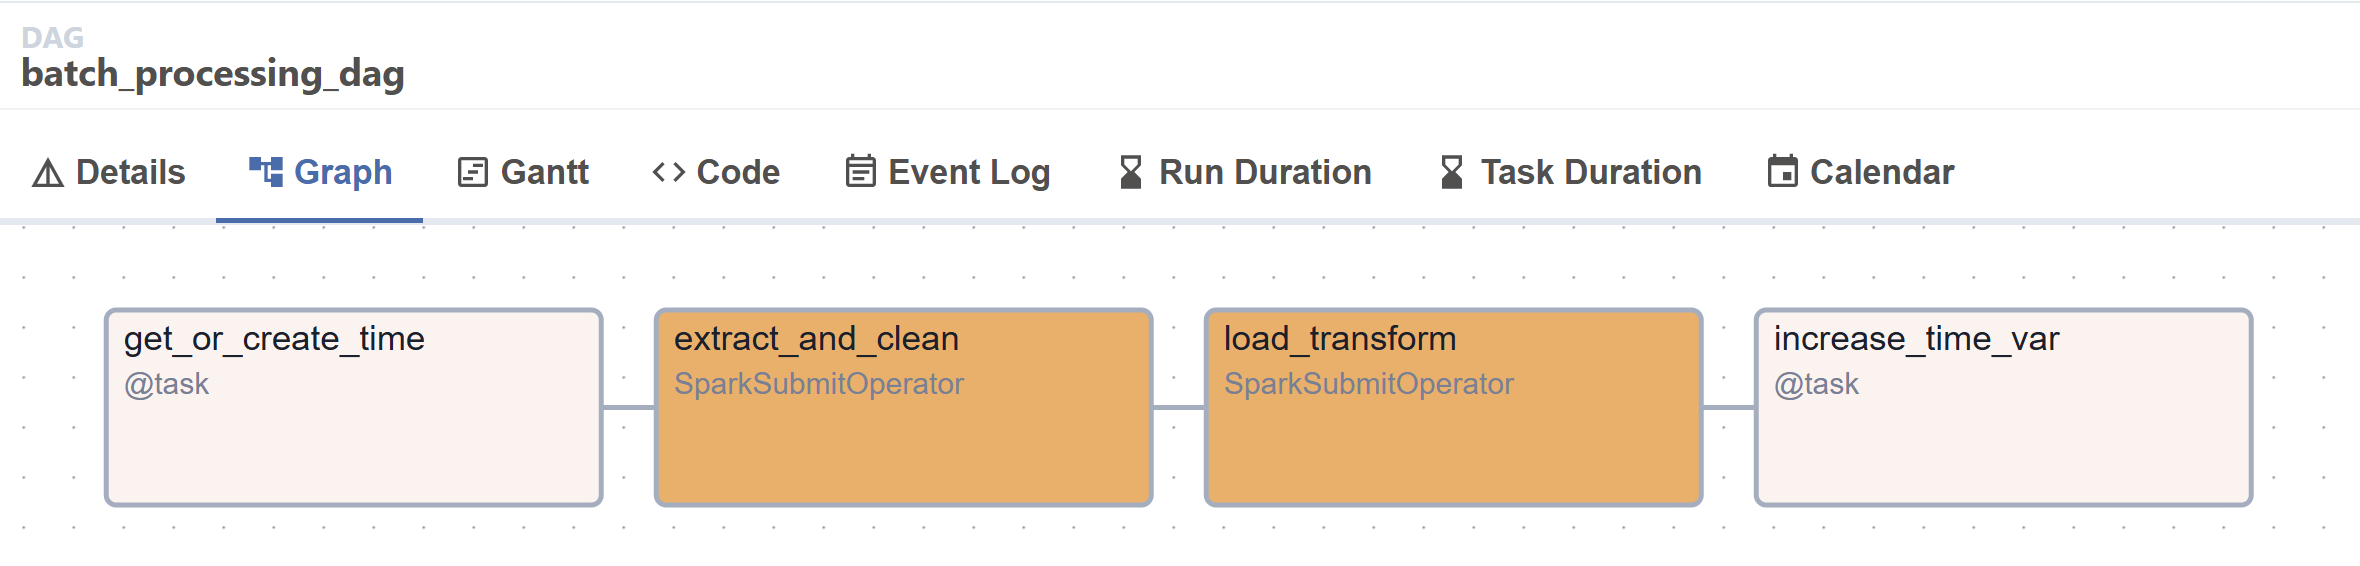 DAG
batch_processing_dag
Details Graph Gantt Code Event Log Run Duration Task Duration Calendar
get_or_create_time
@task
extract_and_clean
SparkSubmitOperator
load_transform
SparkSubmitOperator
increase_time_var
@task